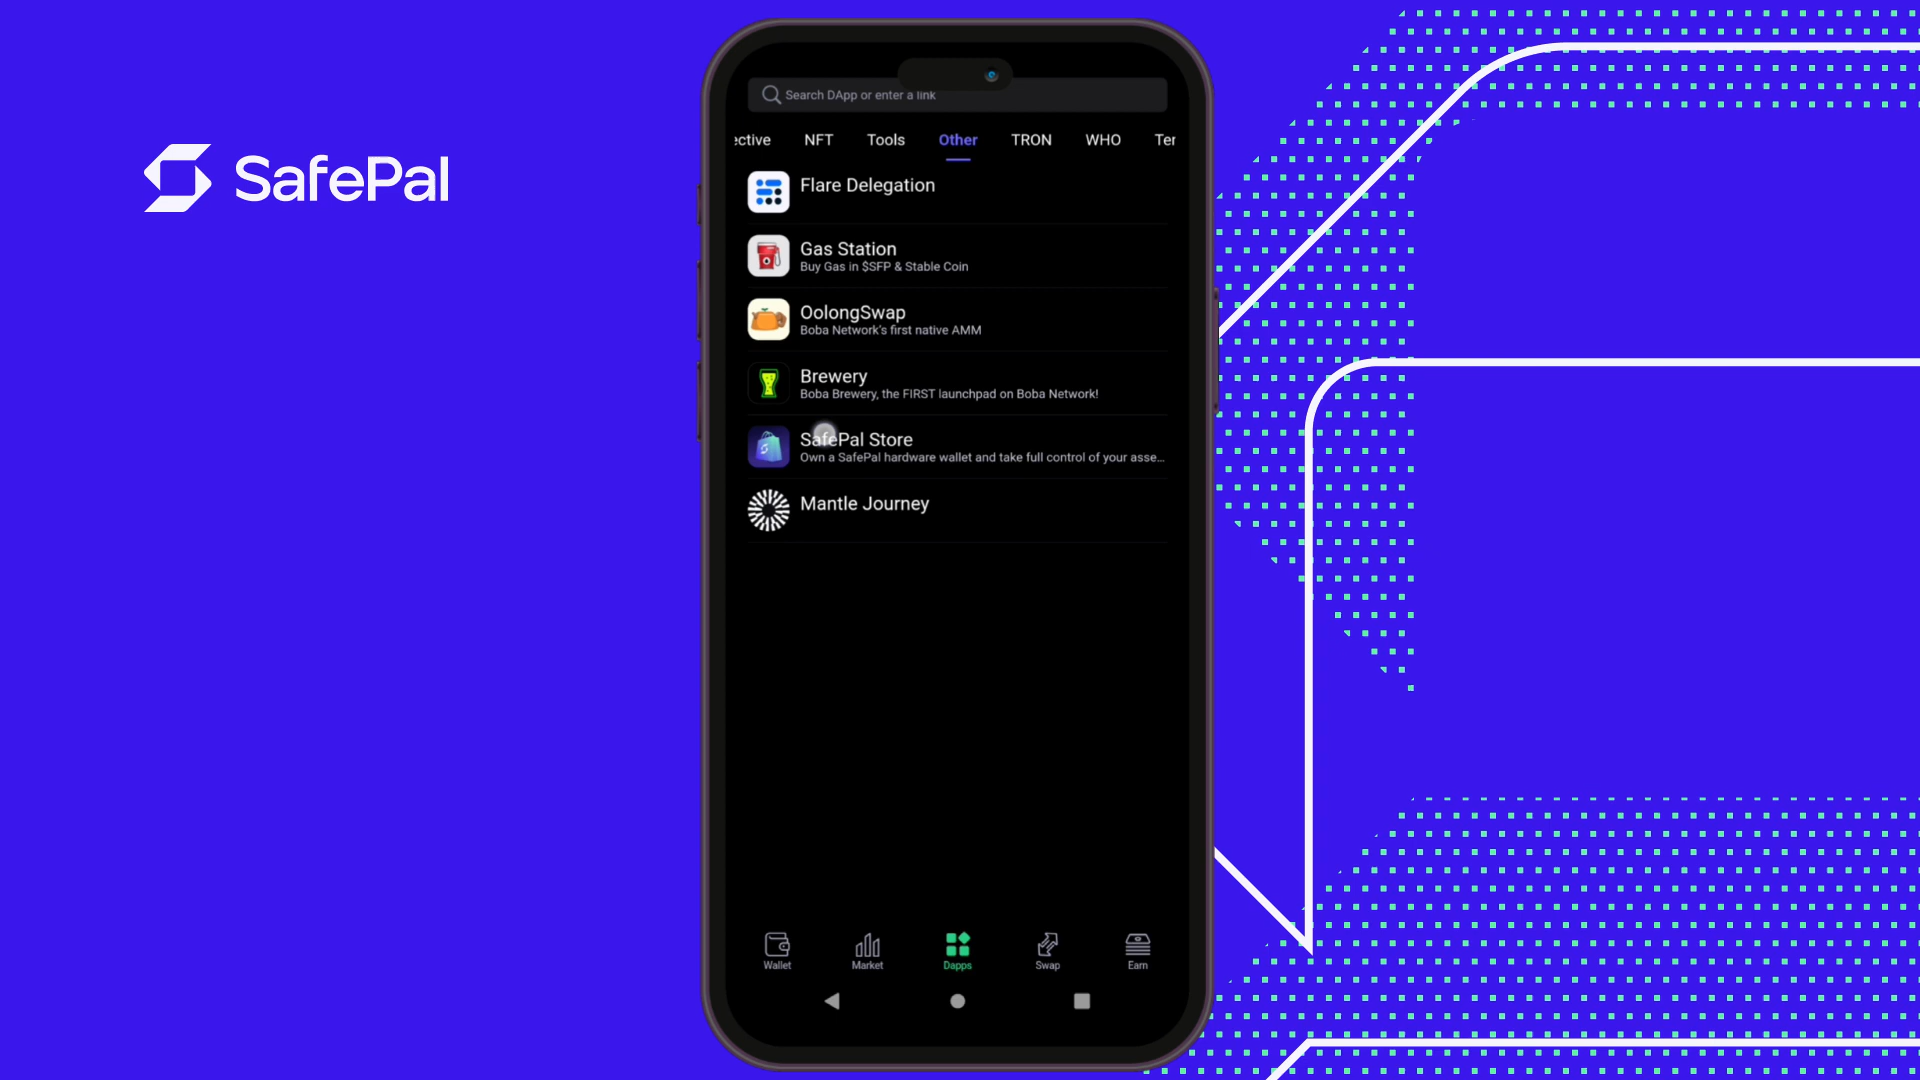 SafePal
Search DApp or enter a link
ective NFT Tools Other TRON WHO Ter
Flare Delegation
Gas Station
Buy Gas in $SFP & Stable Coin
OolongSwap
Boba Network's first native AMM
Brewery
Boba Brewery, the FIRST launchpad on Boba Network!
SafePal Store
Own a SafePal hardware wallet and take full control of your asse...
Mantle Journey
Wallet Market Dapps Swap Earn